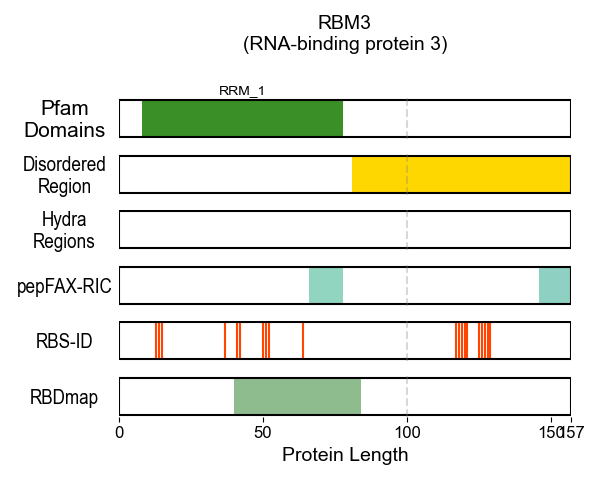 RBM3
(RNA-binding protein 3)
RRM_1
Pfam
Domains
Disordered
Region
Hydra
Regions
pepFAX-RIC
RBS-ID
RBDmap
0 50 100 150 157
Protein Length